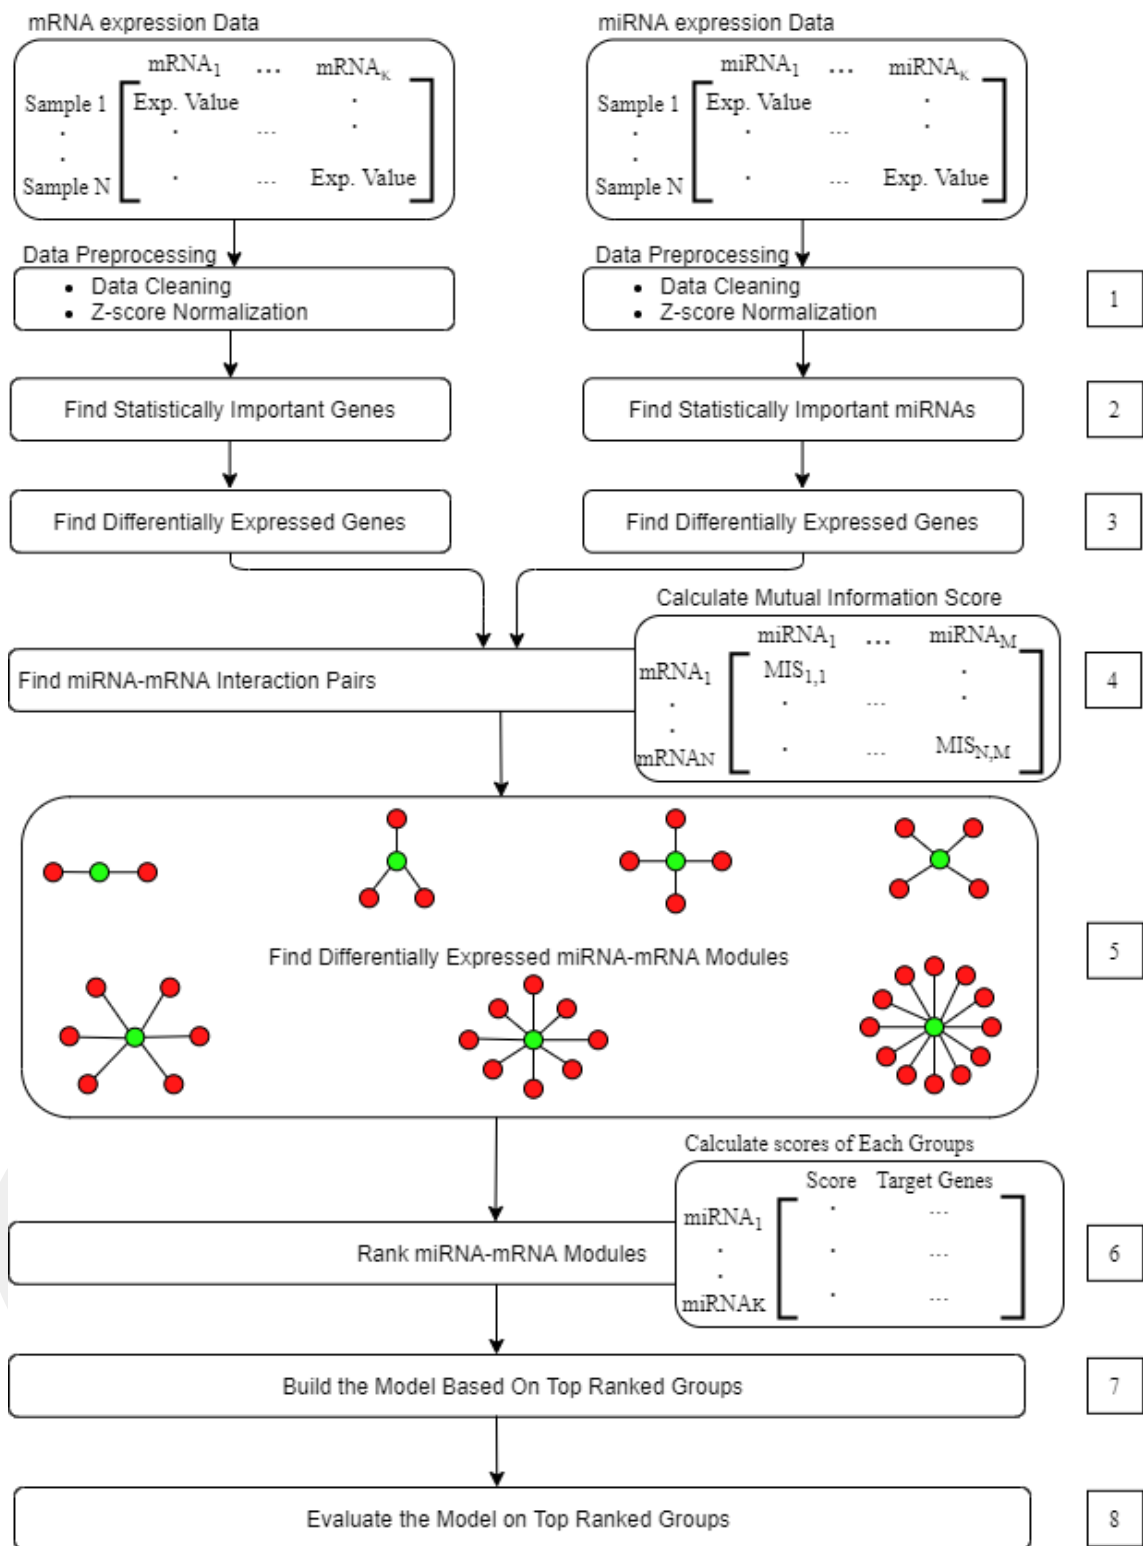 mRNA expression Data
mRNA₁ ... mRNAK
Sample 1 Exp. Value .
. . ... .
.
Sample N . ... Exp. Value
miRNA expression Data
miRNA₁ ... miRNAK
Sample 1 Exp. Value .
. . ... .
.
Sample N . ... Exp. Value
Data Preprocessing
• Data Cleaning
• Z-score Normalization
Data Preprocessing
• Data Cleaning
• Z-score Normalization
1
Find Statistically Important Genes
Find Statistically Important miRNAs
2
Find Differentially Expressed Genes
Find Differentially Expressed Genes
3
Calculate Mutual Information Score
miRNA₁ ... miRNAM
mRNA₁ MIS1,1 .
. . ... .
.
mRNAN . ... MISN,M
Find miRNA-mRNA Interaction Pairs
4
Find Differentially Expressed miRNA-mRNA Modules
5
Calculate scores of Each Groups
Score Target Genes
miRNA₁ . ...
. . ...
.
miRNAK . ...
Rank miRNA-mRNA Modules
6
Build the Model Based On Top Ranked Groups
7
Evaluate the Model on Top Ranked Groups
8